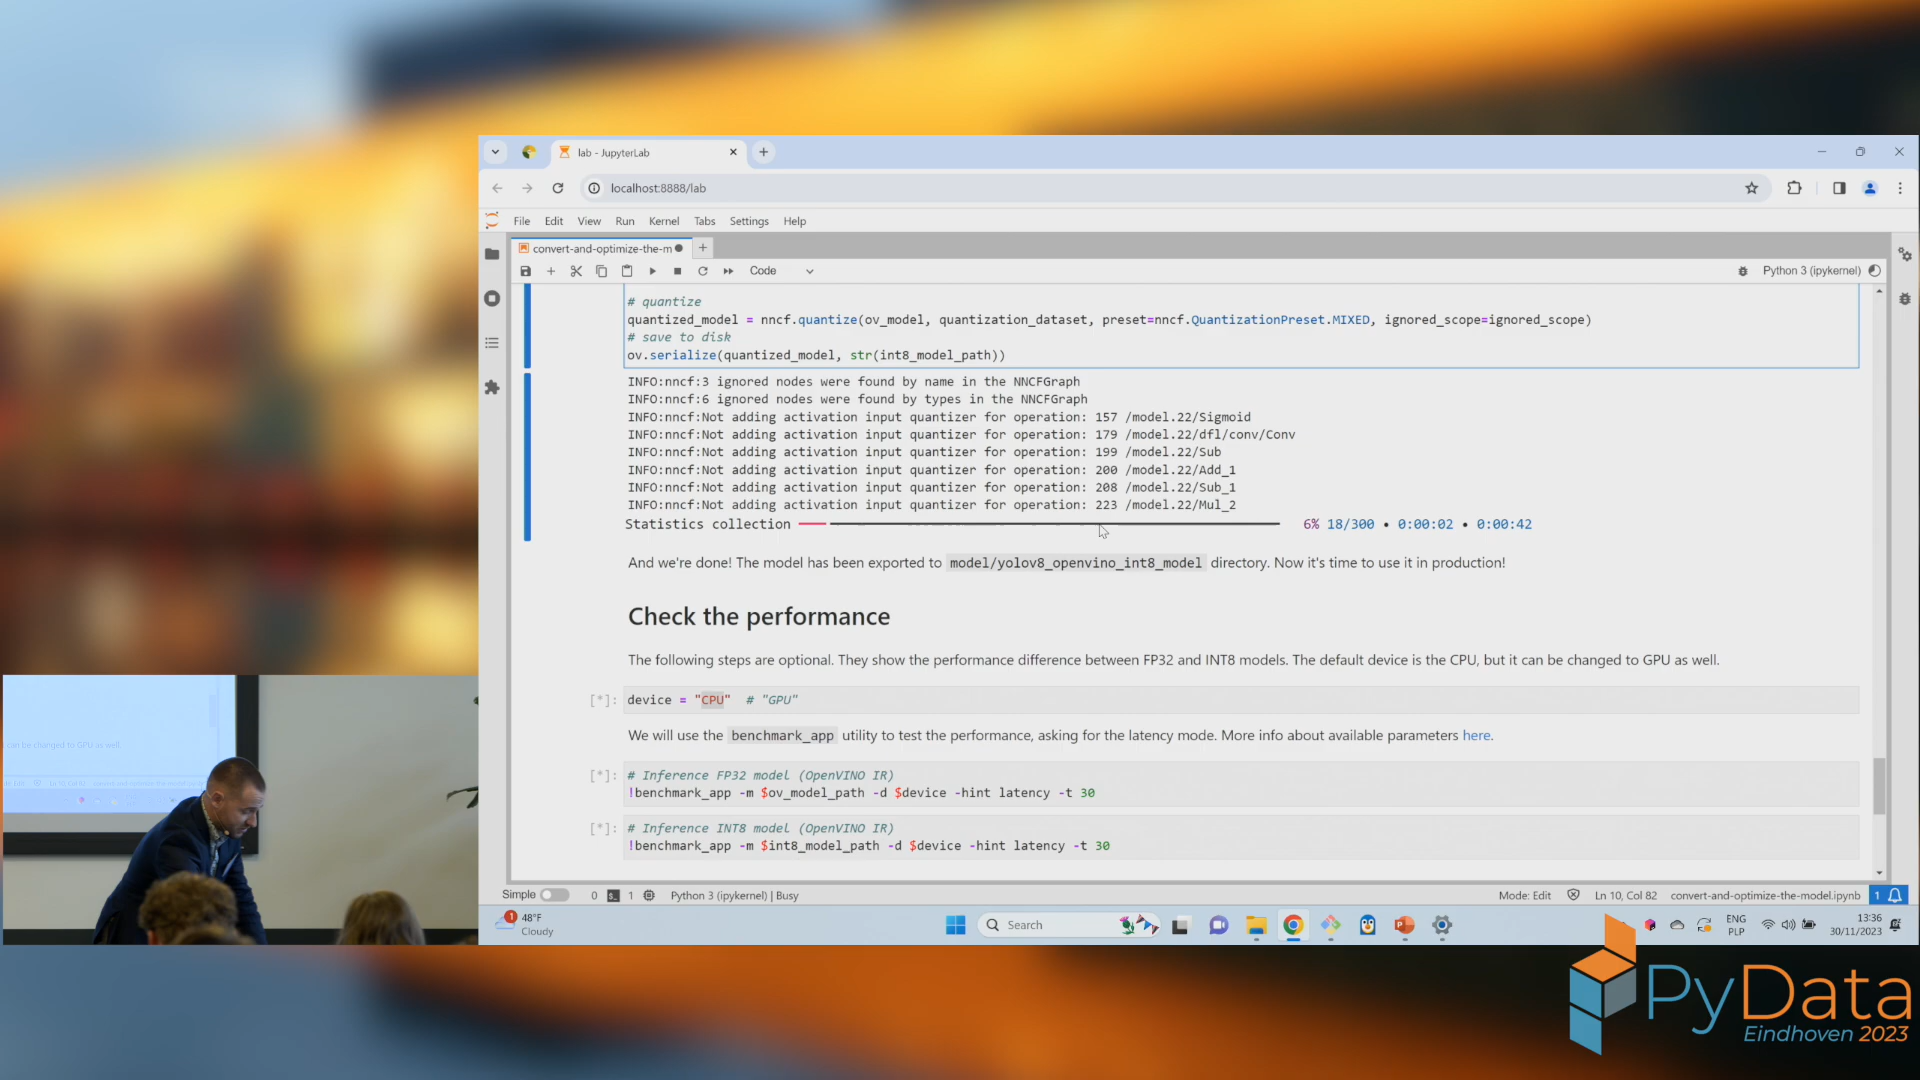 lab - JupyterLab
localhost:8888/lab
File Edit View Run Kernel Tabs Settings Help
convert-and-optimize-the-m
Code
Python 3 (ipykernel)
# quantize
quantized_model = nncf.quantize(ov_model, quantization_dataset, preset=nncf.QuantizationPreset.MIXED, ignored_scope=ignored_scope)
# save to disk
ov.serialize(quantized_model, str(int8_model_path))
INFO:nncf:3 ignored nodes were found by name in the NNCFGraph
INFO:nncf:6 ignored nodes were found by types in the NNCFGraph
INFO:nncf:Not adding activation input quantizer for operation: 157 /model.22/Sigmoid
INFO:nncf:Not adding activation input quantizer for operation: 179 /model.22/dfl/conv/Conv
INFO:nncf:Not adding activation input quantizer for operation: 199 /model.22/Sub
INFO:nncf:Not adding activation input quantizer for operation: 200 /model.22/Add_1
INFO:nncf:Not adding activation input quantizer for operation: 208 /model.22/Sub_1
INFO:nncf:Not adding activation input quantizer for operation: 223 /model.22/Mul_2
Statistics collection 6% 18/300 • 0:00:02 • 0:00:42
And we're done! The model has been exported to model/yolov8_openvino_int8_model directory. Now it's time to use it in production!
Check the performance
The following steps are optional. They show the performance difference between FP32 and INT8 models. The default device is the CPU, but it can be changed to GPU as well.
[*]: device = "CPU" # "GPU"
We will use the benchmark_app utility to test the performance, asking for the latency mode. More info about available parameters here.
[*]: # Inference FP32 model (OpenVINO IR)
!benchmark_app -m $ov_model_path -d $device -hint latency -t 30
[*]: # Inference INT8 model (OpenVINO IR)
!benchmark_app -m $int8_model_path -d $device -hint latency -t 30
Simple 0 1 Python 3 (ipykernel) | Busy Mode: Edit Ln 10, Col 82 convert-and-optimize-the-model.ipynb 1
1 48°F
Cloudy
Search
ENG
PLP
13:36
30/11/2023
can be changed to GPU as well.
PyData
Eindhoven 2023